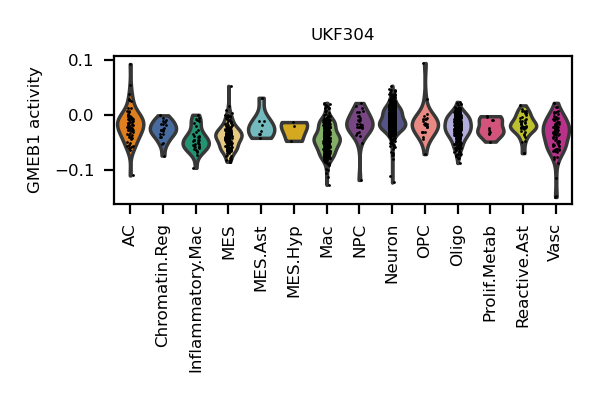 UKF304
GMEB1 activity
0.1
0.0
−0.1
AC
Chromatin.Reg
Inflammatory.Mac
MES
MES.Ast
MES.Hyp
Mac
NPC
Neuron
OPC
Oligo
Prolif.Metab
Reactive.Ast
Vasc